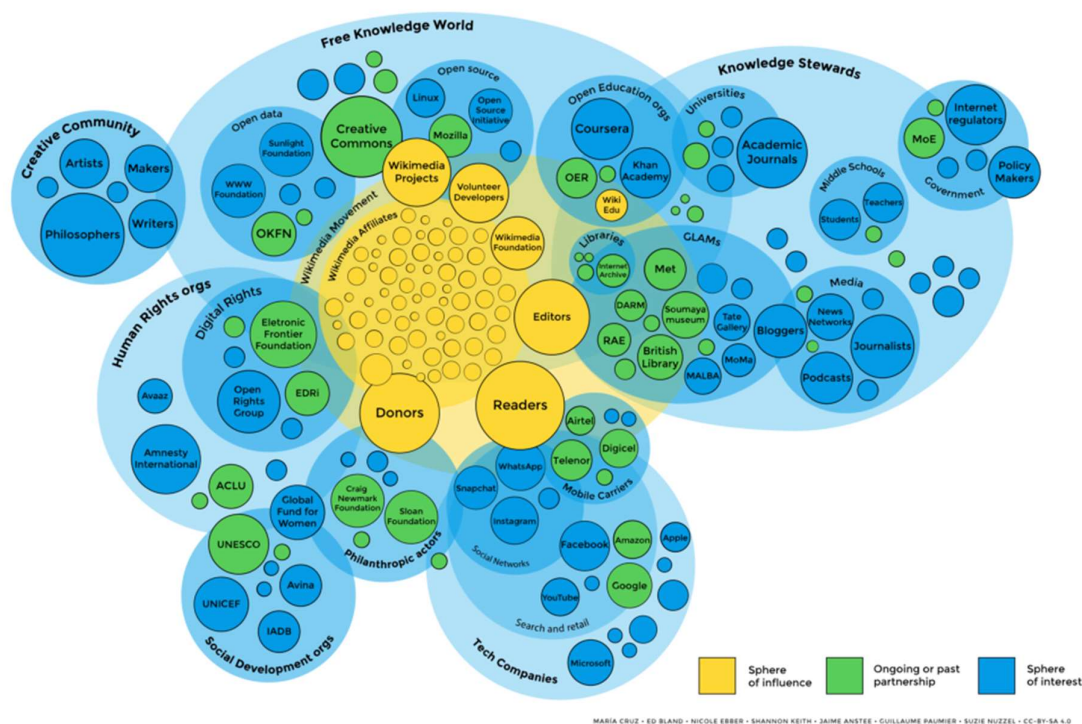 Free Knowledge World
Open source
Linux
Open
Source
Initiative
Mozilla
Creative
Commons
Open data
Sunlight
Foundation
WWW
Foundation
OKFN
Creative Community
Artists
Makers
Writers
Philosophers
Wikimedia Movement
Wikimedia Affiliates
Wikimedia
Projects
Volunteer
Developers
Wikimedia
Foundation
Editors
Readers
Donors
Open Education orgs
Coursera
OER
Khan
Academy
Wiki
Edu
Knowledge Stewards
Universities
Academic
Journals
Middle Schools
Students
Teachers
Internet
regulators
MoE
Policy
Makers
Government
Libraries
Internet
Archive
GLAMs
Met
DARM
Soumaya
museum
RAE
British
Library
Tate
Gallery
MoMa
MALBA
Media
Bloggers
News
Networks
Journalists
Podcasts
Human Rights orgs
Digital Rights
Eletronic
Frontier
Foundation
Open
Rights
Group
EDRi
Avaaz
Amnesty
International
ACLU
Global
Fund for
Women
UNESCO
UNICEF
Avina
IADB
Social Development orgs
Craig
Newmark
Foundation
Sloan
Foundation
Philanthropic actors
Airtel
Telenor
Digicel
Mobile Carriers
WhatsApp
Snapchat
Instagram
Social Networks
Facebook
Amazon
Apple
Google
YouTube
Search and retail
Microsoft
Tech Companies
Sphere
of influence
Ongoing or past
partnership
Sphere
of interest
MARÍA CRUZ • ED BLAND • NICOLE EBBER • SHANNON KEITH • JAIME ANSTEE • GUILLAUME PAUMIER • SUZIE NUZZEL • CC-BY-SA 4.0